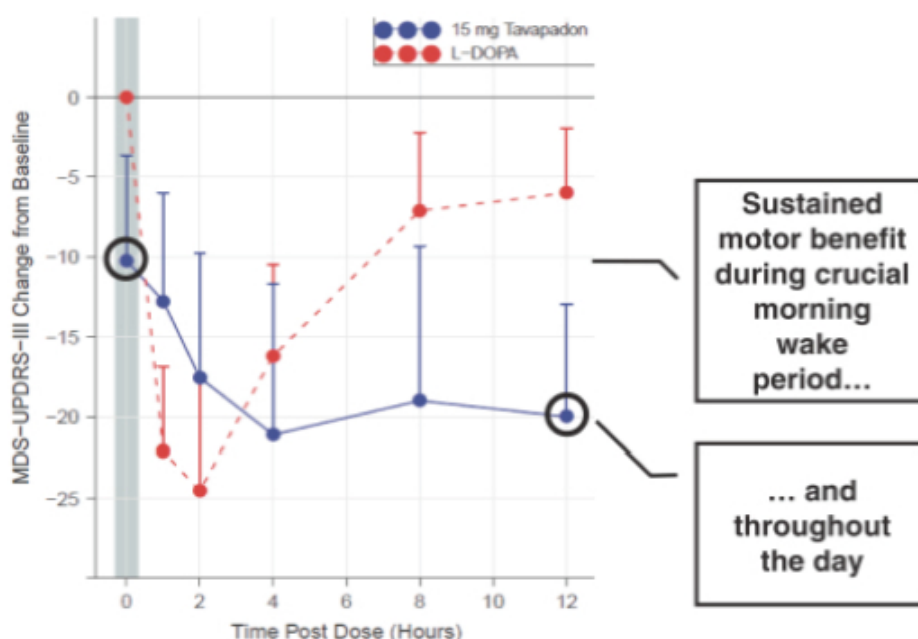 15 mg Tavapadon
L-DOPA
MDS-UPDRS-III Change from Baseline
0
-5
-10
-15
-20
-25
0
2
4
6
8
10
12
Time Post Dose (Hours)
Sustained
motor benefit
during crucial
morning
wake
period...
... and
throughout
the day